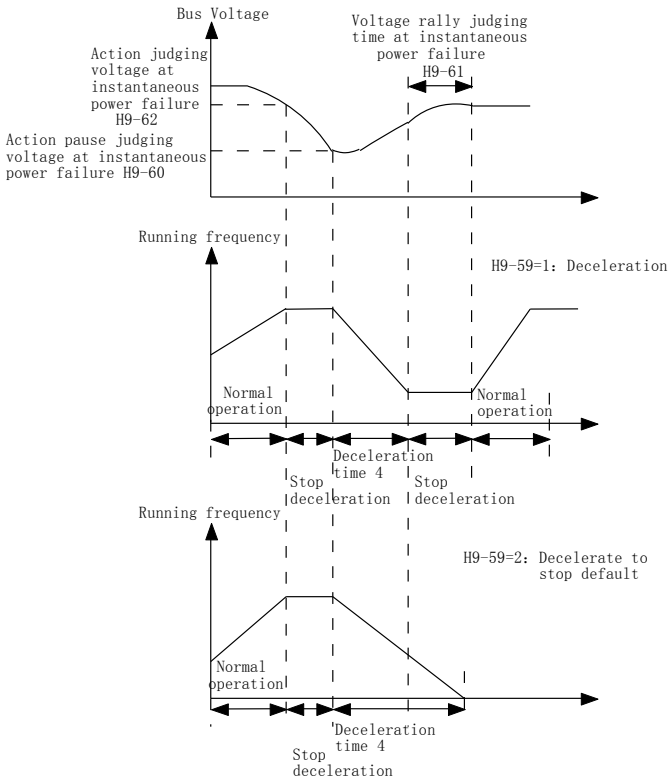 Bus Voltage
Voltage rally judging
time at instantaneous
power failure
H9-61
Action judging
voltage at
instantaneous
power failure
H9-62
Action pause judging
voltage at instantaneous
power failure H9-60
Running frequency
H9-59=1: Deceleration
Normal
operation
Normal
operation
Deceleration
time 4
Stop
deceleration
Stop
deceleration
Running frequency
H9-59=2: Decelerate to
stop default
Normal
operation
Deceleration
time 4
Stop
deceleration